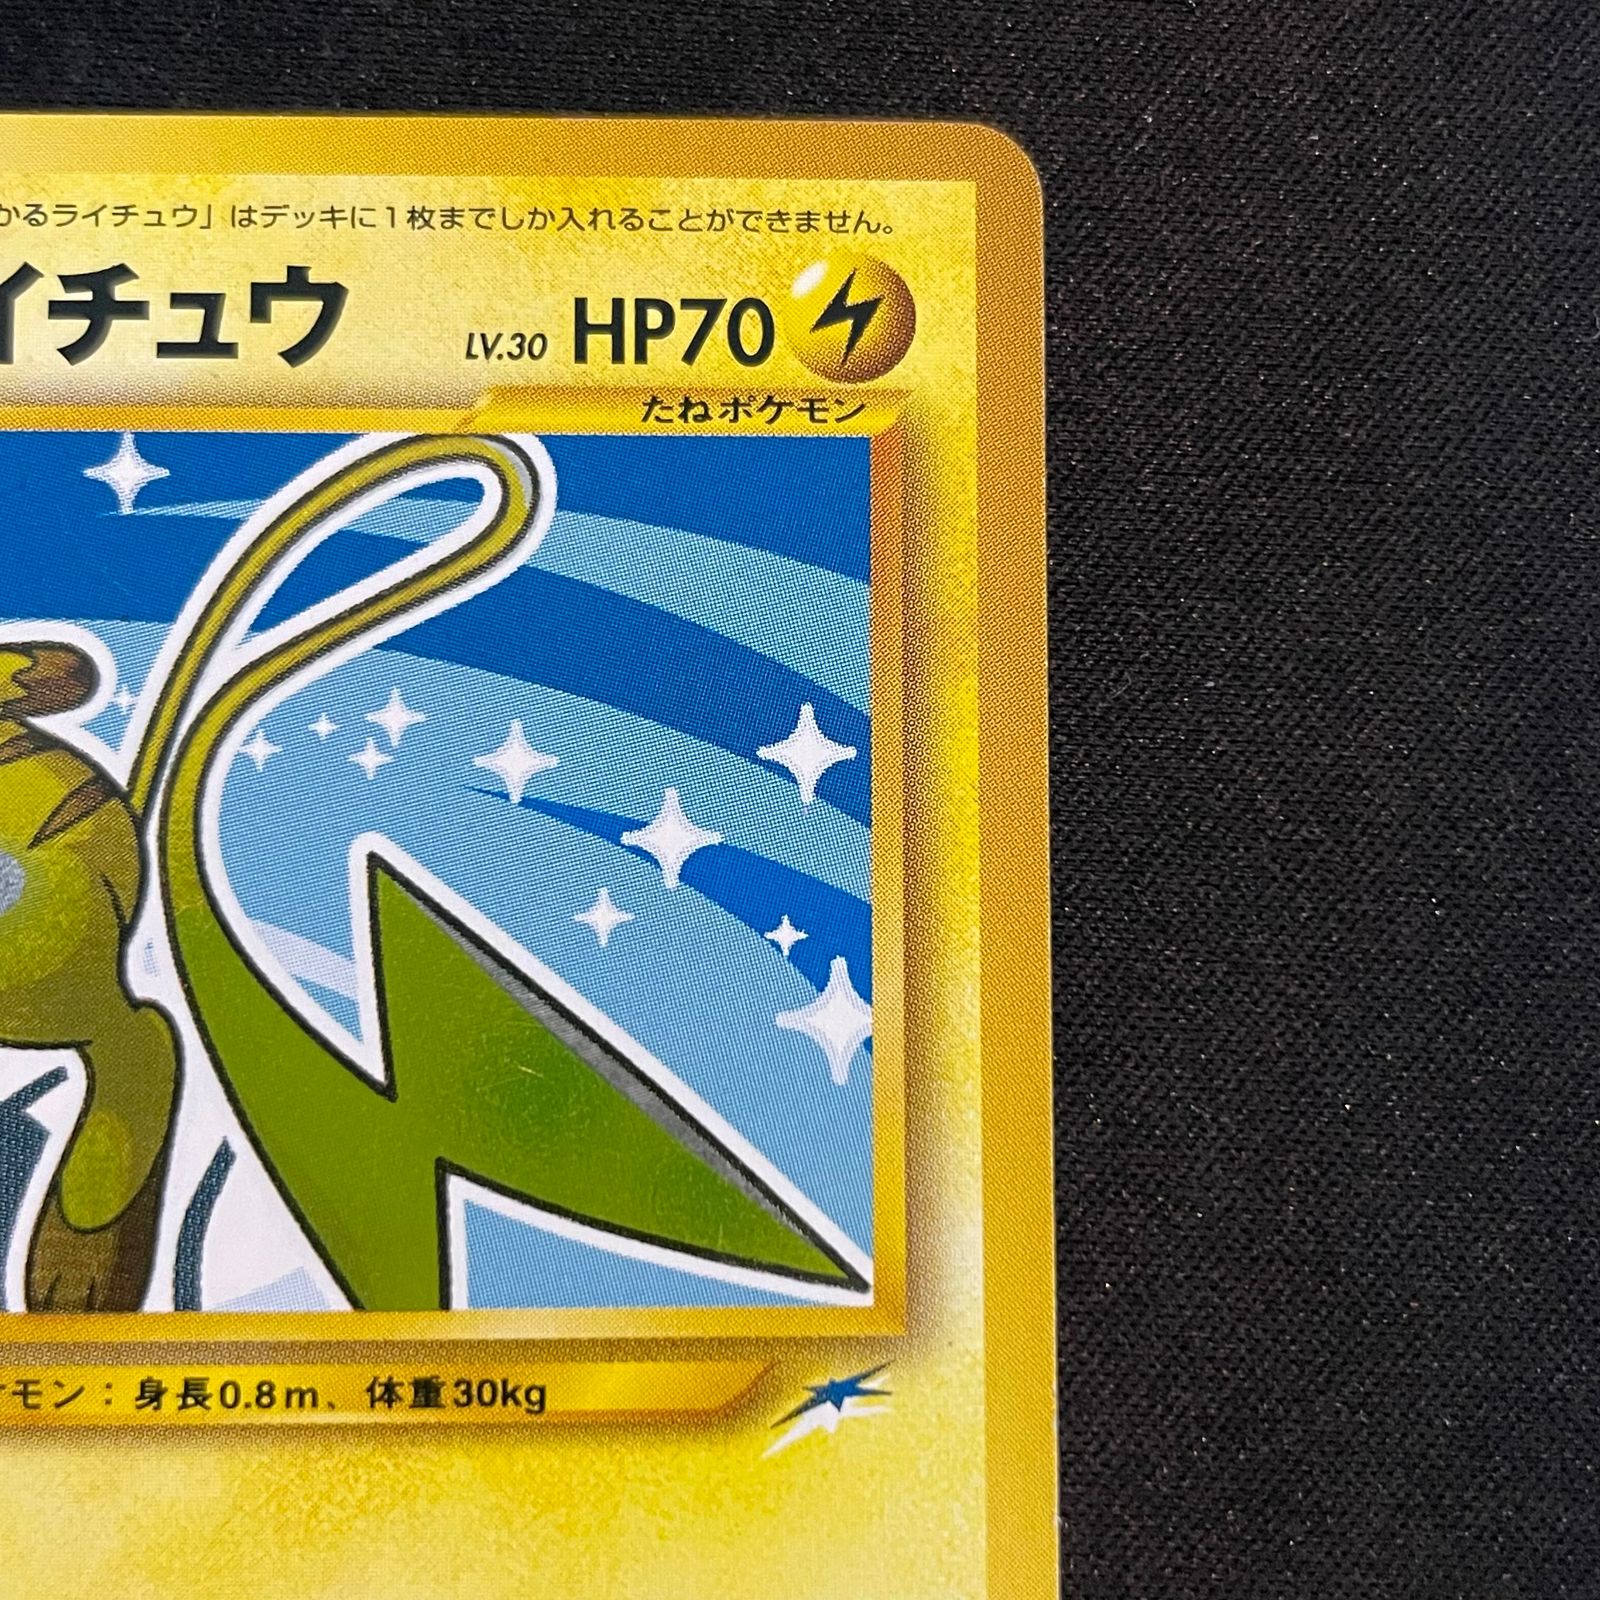 かるライチュウ」はデッキに1枚までしか入れることができません。
イチュウ LV.30 HP70
たねポケモン
ケモン：身長0.8m、体重30kg